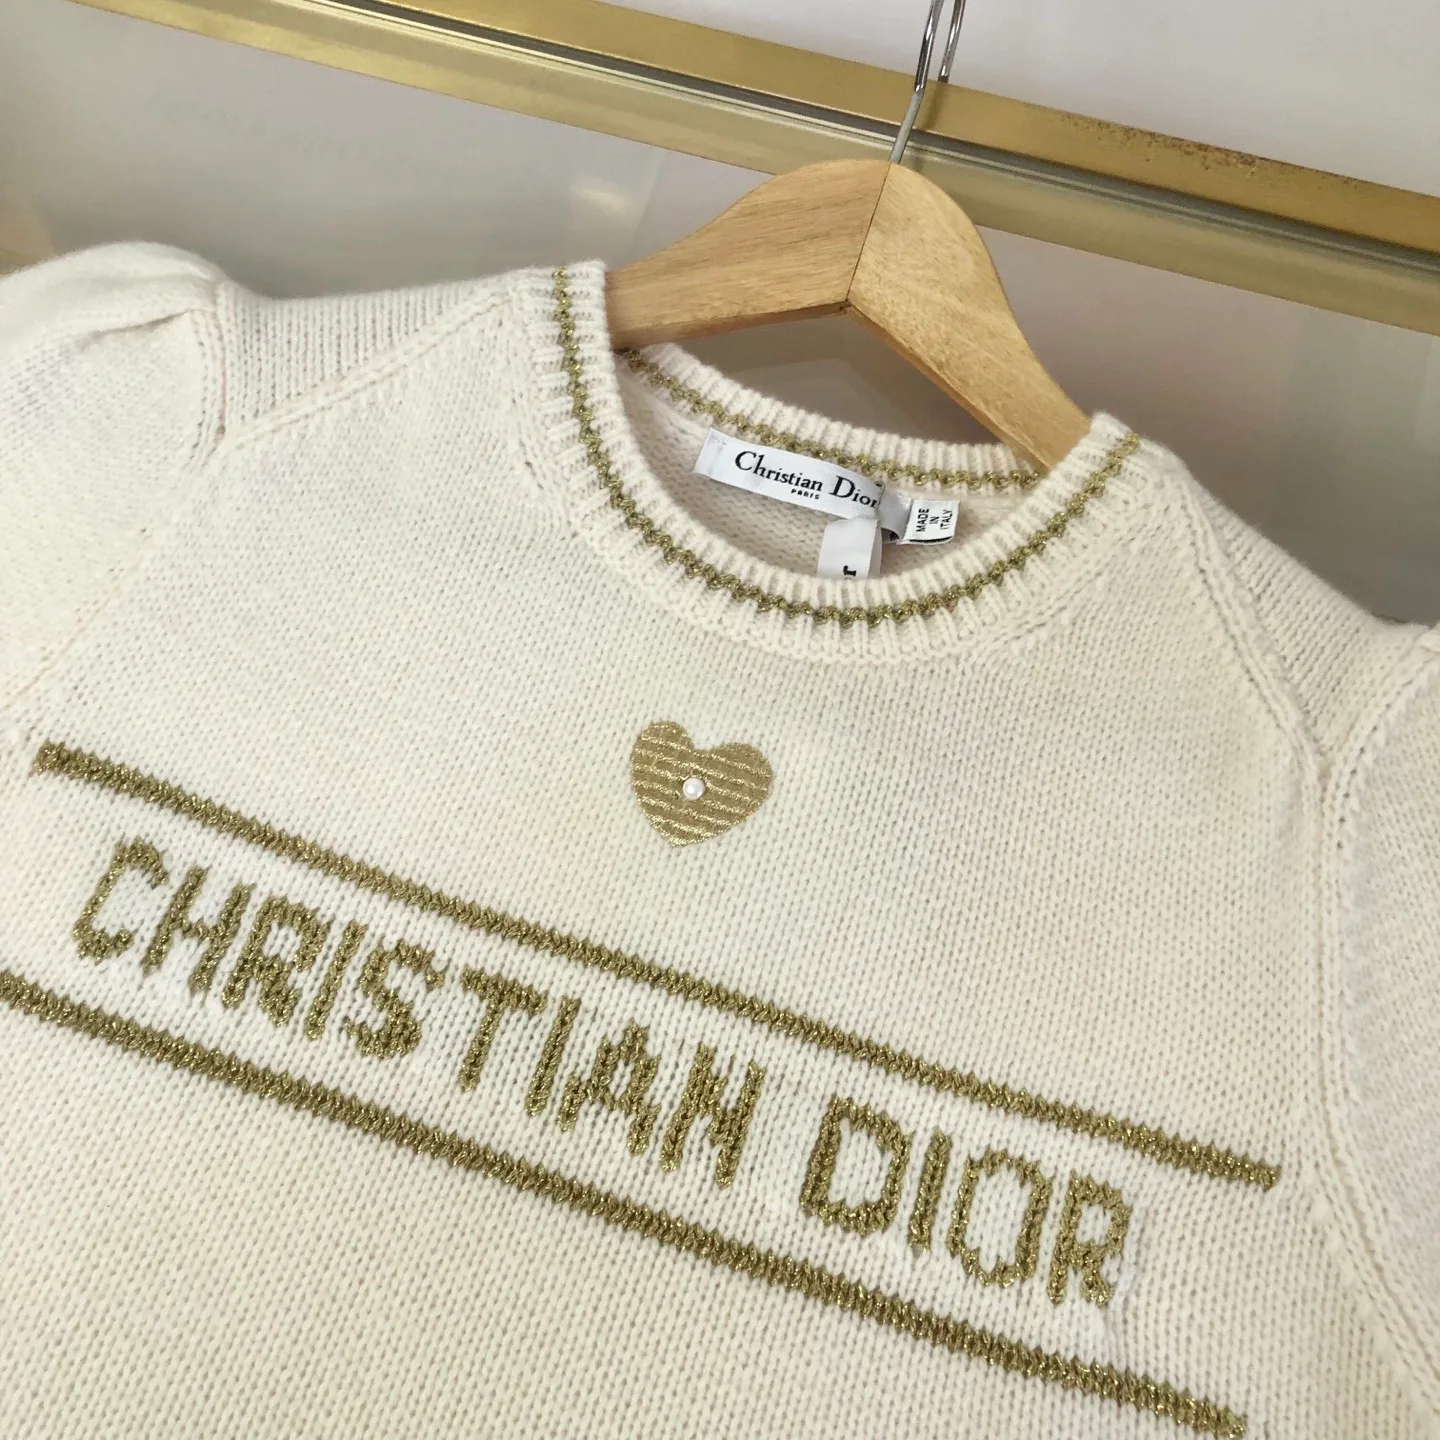 Christian Dior
PARIS
MADE
IN
ITALY
r
CHRISTIAN DIOR